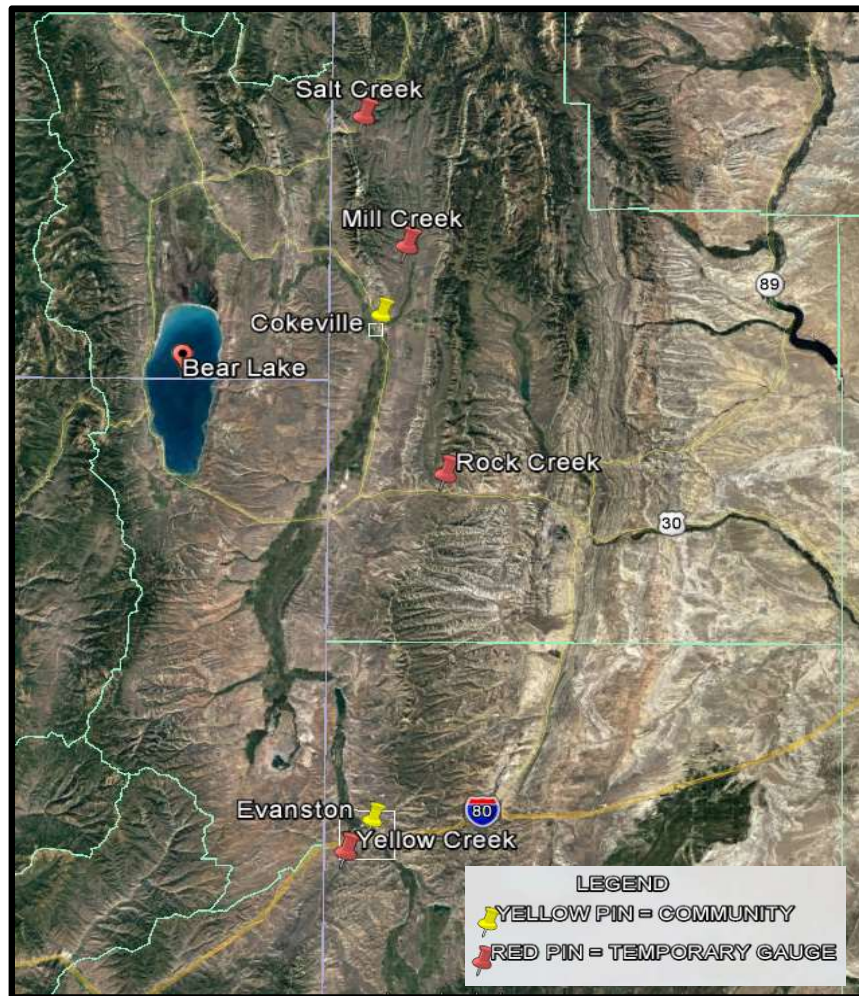 Salt Creek
Mill Creek
89
Cokeville
Bear Lake
Rock Creek
30
Evanston
80
Yellow Creek
LEGEND
YELLOW PIN = COMMUNITY
RED PIN = TEMPORARY GAUGE